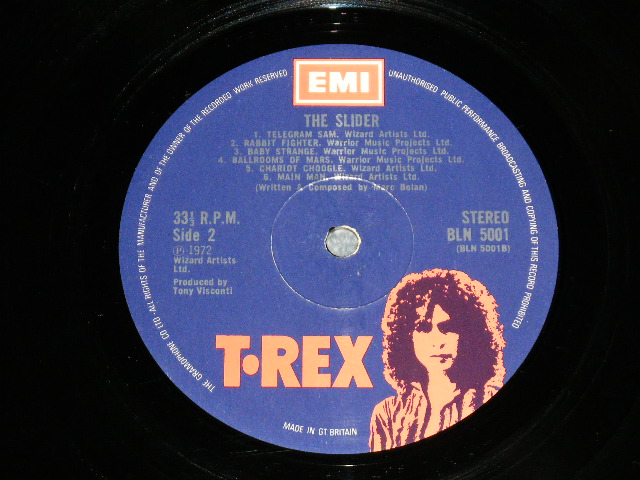 THE GRAMOPHONE CO LTD · ALL RIGHTS OF THE MANUFACTURER AND OF THE OWNER OF THE RECORDED WORK RESERVED
EMI
UNAUTHORISED PUBLIC PERFORMANCE BROADCASTING AND COPYING OF THIS RECORD PROHIBITED
THE SLIDER
1. TELEGRAM SAM. Wizard Artists Ltd.
2. RABBIT FIGHTER. Warrior Music Projects Ltd.
3. BABY STRANGE. Warrior Music Projects Ltd.
4. BALLROOMS OF MARS. Warrior Music Projects Ltd.
5. CHARIOT CHOOGLE. Wizard Artists Ltd.
6. MAIN MAN. Wizard Artists Ltd.
(Written & Composed by Marc Bolan)
33⅓ R.P.M.
Side 2
Ⓟ 1972
Wizard Artists
Ltd.
Produced by
Tony Visconti
STEREO
BLN 5001
(BLN 5001B)
T·REX
MADE IN GT BRITAIN